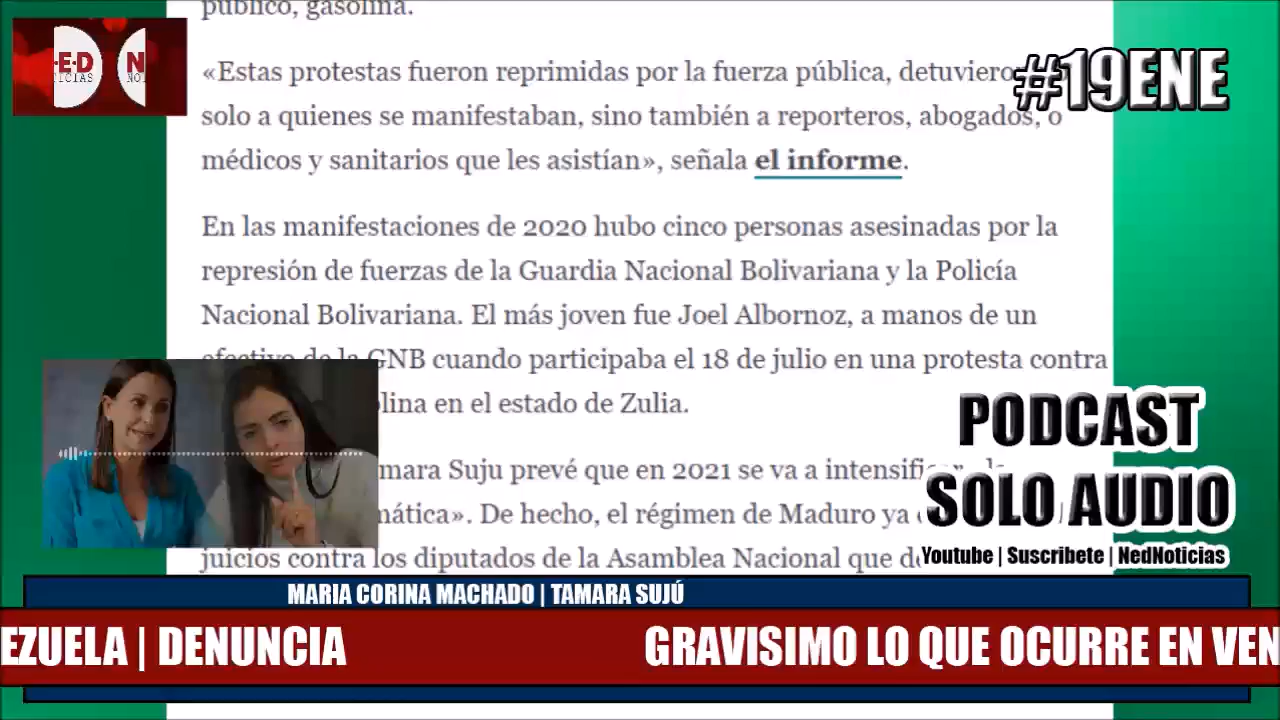 público, gasolina.
E.D N
ICIAS NO
#19ENE
«Estas protestas fueron reprimidas por la fuerza pública,
solo a quienes se manifestaban, sino también a reporteros, abogados, o
médicos y sanitarios que les asistían», señala el informe.
En las manifestaciones de 2020 hubo cinco personas asesinadas por la
represión de fuerzas de la Guardia Nacional Bolivariana y la Policía
Nacional Bolivariana. El más joven fue Joel Albornoz, a manos de un
efectivo de la GNB cuando participaba el 18 de julio en una protesta contra
olina en el estado de Zulia.
mara Suju prevé que en 2021 se va a
mática». De hecho, el régimen de Maduro ya
juicios contra los diputados de la Asamblea Nacional que
PODCAST
SOLO AUDIO
Youtube | Suscribete | NedNoticias
MARIA CORINA MACHADO | TAMARA SUJÚ
EZUELA | DENUNCIA GRAVISIMO LO QUE OCURRE EN VEN